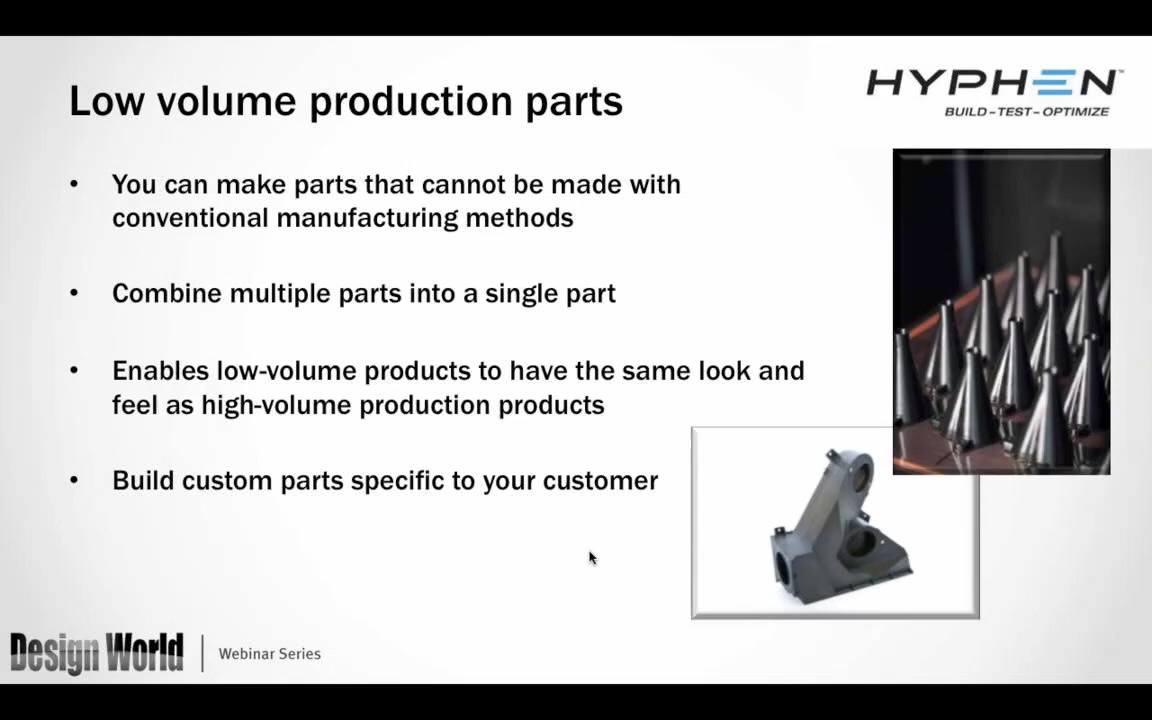 Low volume production parts
HYPHEN™
BUILD–TEST–OPTIMIZE
• You can make parts that cannot be made with
conventional manufacturing methods
• Combine multiple parts into a single part
• Enables low-volume products to have the same look and
feel as high-volume production products
• Build custom parts specific to your customer
Design World | Webinar Series